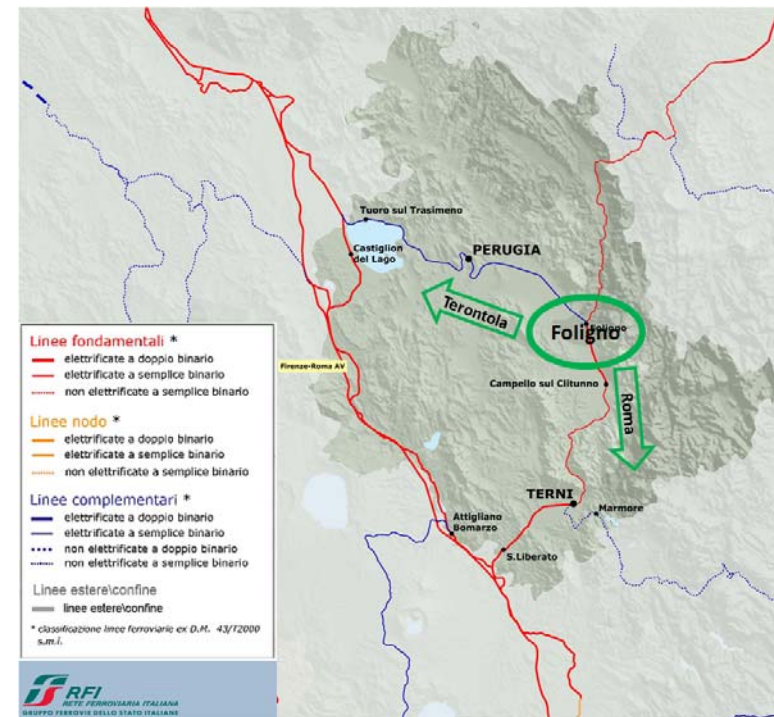 Tuoro sul Trasimeno
Castiglion
del Lago
PERUGIA
Terontola
Foligno
Foligno
Firenze-Roma AV
Campello sul Clitunno
Roma
TERNI
Marmore
Attigliano
Bomarzo
S.Liberato
Linee fondamentali *
elettrificate a doppio binario
elettrificate a semplice binario
non elettrificate a semplice binario
Linee nodo *
elettrificate a doppio binario
elettrificate a semplice binario
non elettrificate a semplice binario
Linee complementari *
elettrificate a doppio binario
elettrificate a semplice binario
non elettrificate a doppio binario
non elettrificate a semplice binario
Linee estere\confine
linee estere\confine
* classificazione linee ferroviarie ex D.M. 43/T2000
s.m.i.
RFI
RETE FERROVIARIA ITALIANA
GRUPPO FERROVIE DELLO STATO ITALIANE